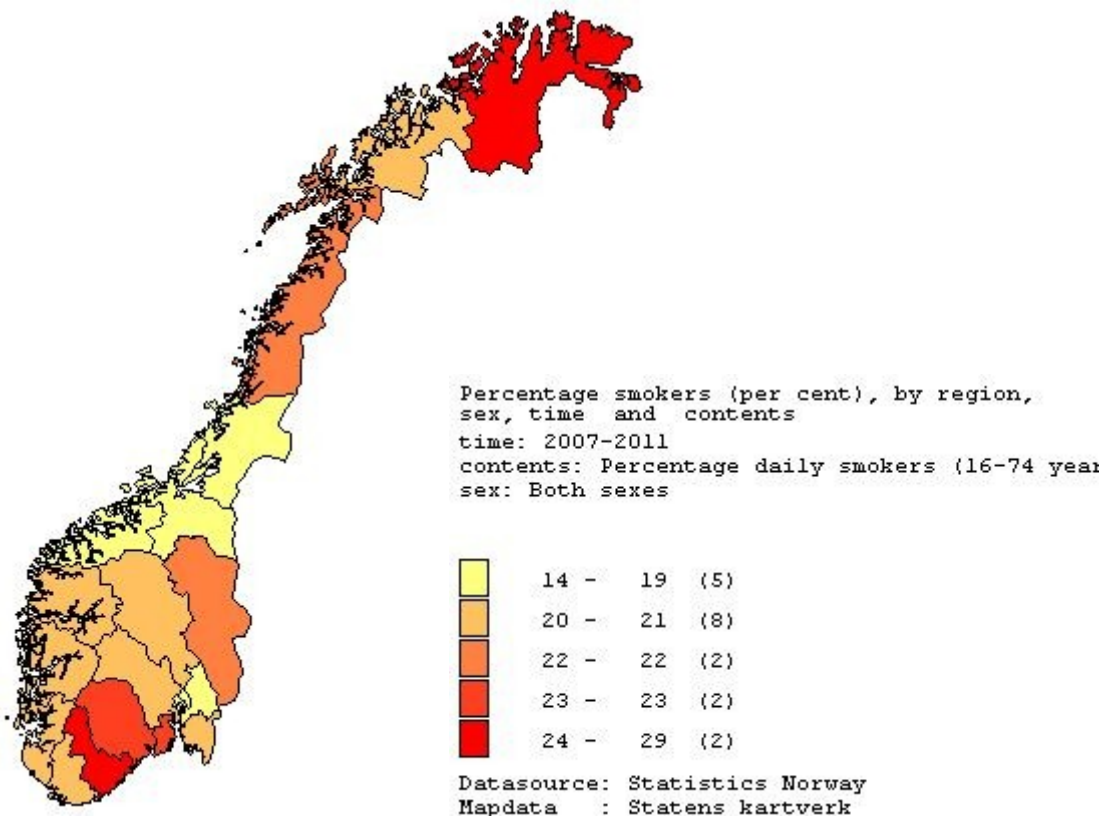 Percentage smokers (per cent), by region,
sex, time and contents
time: 2007-2011
contents: Percentage daily smokers (16-74 year
sex: Both sexes
14 - 19 (5)
20 - 21 (8)
22 - 22 (2)
23 - 23 (2)
24 - 29 (2)
Datasource: Statistics Norway
Mapdata : Statens kartverk